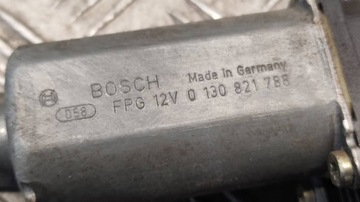 BOSCH Made in Germany
058 FPG 12V 0 130 821 788